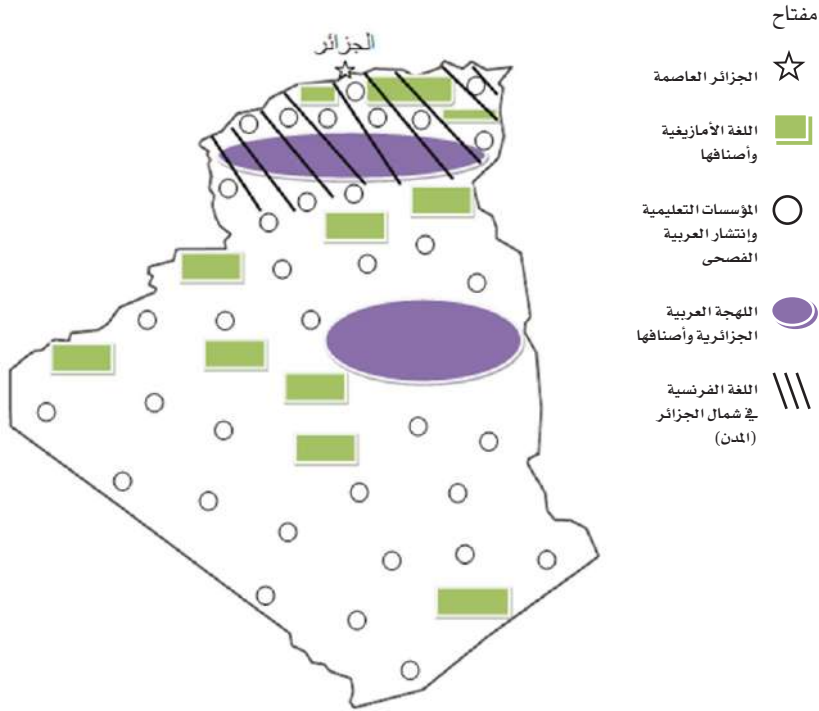 مفتاح
الجزائر
الجزائر العاصمة
اللغة الأمازيغية
وأصنافها
المؤسسات التعليمية
وإنتشار العربية
الفصحى
اللهجة العربية
الجزائرية وأصنافها
اللغة الفرنسية
في شمال الجزائر
(المدن)